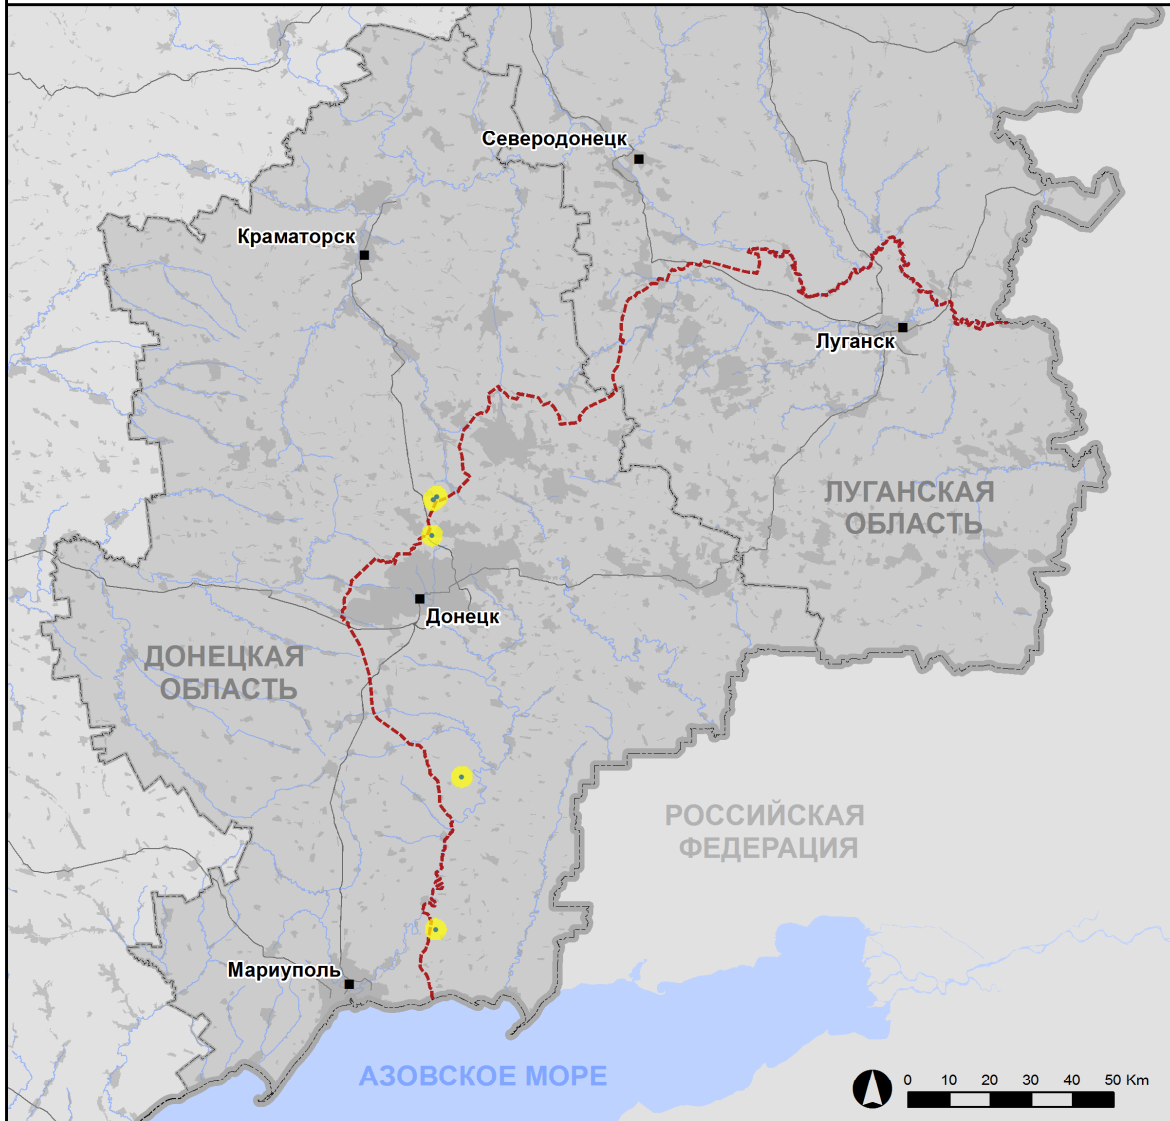 Северодонецк
Краматорск
Луганск
ЛУГАНСКАЯ
ОБЛАСТЬ
Донецк
ДОНЕЦКАЯ
ОБЛАСТЬ
РОССИЙСКАЯ
ФЕДЕРАЦИЯ
Мариуполь
АЗОВСКОЕ МОРЕ
0 10 20 30 40 50 Km